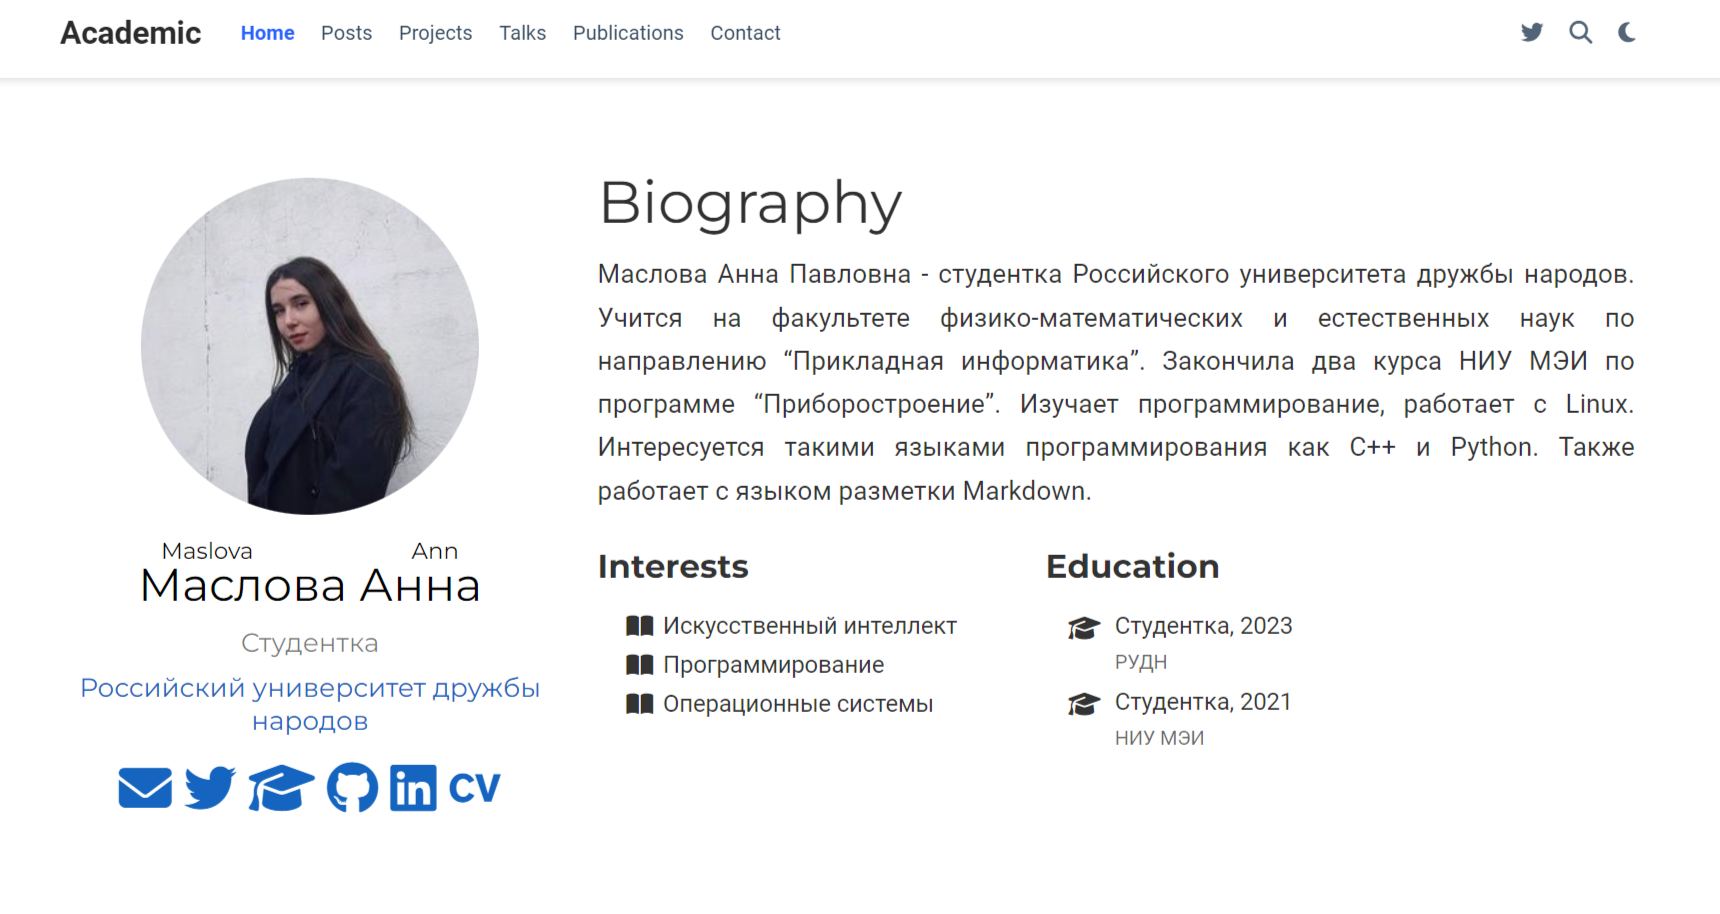 Academic Home Posts Projects Talks Publications Contact
Biography
Маслова Анна Павловна - студентка Российского университета дружбы народов.
Учится на факультете физико-математических и естественных наук по
направлению “Прикладная информатика”. Закончила два курса НИУ МЭИ по
программе “Приборостроение”. Изучает программирование, работает с Linux.
Интересуется такими языками программирования как C++ и Python. Также
работает с языком разметки Markdown.
Maslova Ann
Маслова Анна
Студентка
Российский университет дружбы
народов
in CV
Interests
Искусственный интеллект
Программирование
Операционные системы
Education
Студентка, 2023
РУДН
Студентка, 2021
НИУ МЭИ